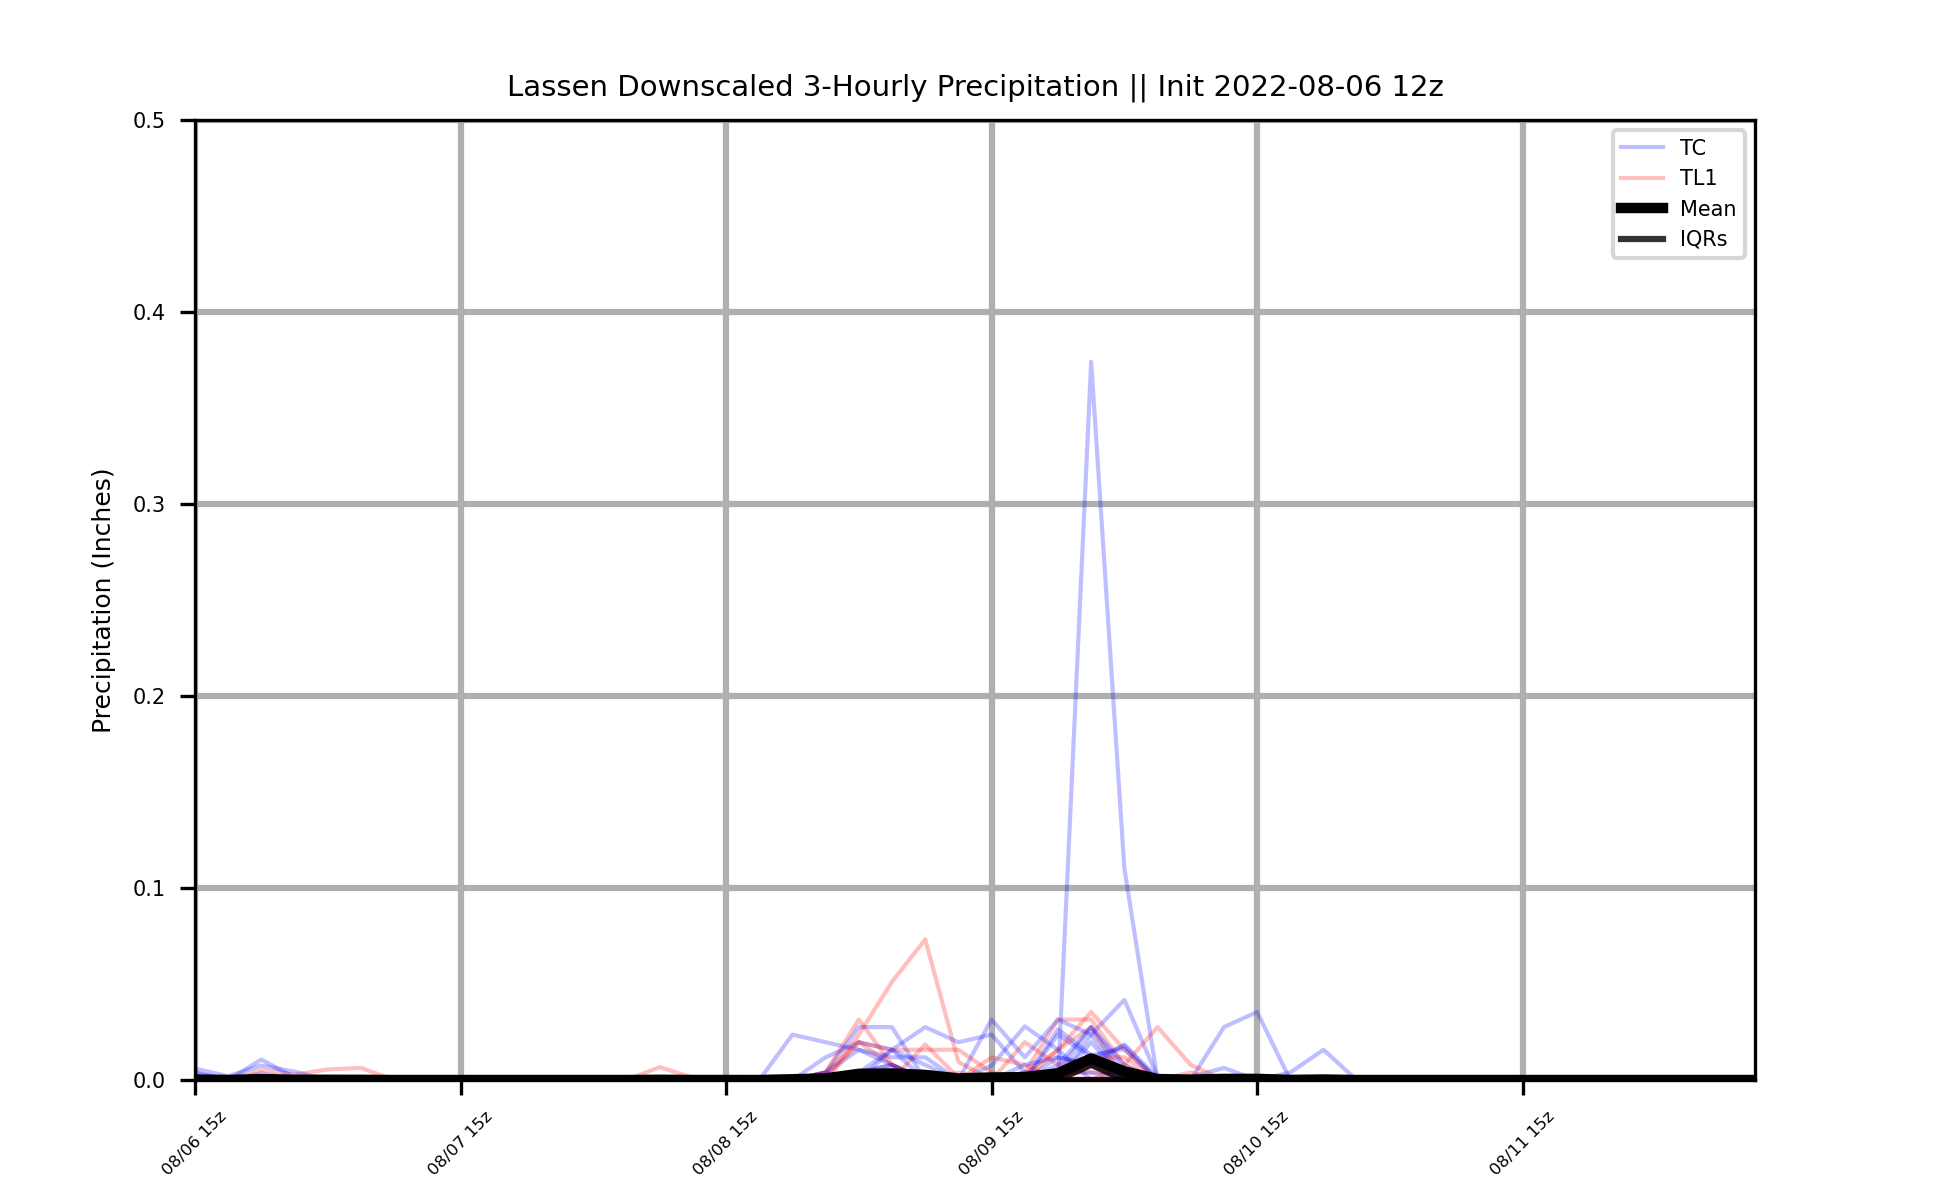 Lassen Downscaled 3-Hourly Precipitation || Init 2022-08-06 12z
0.5
0.4
0.3
0.2
0.1
0.0
Precipitation (Inches)
TC
TL1
Mean
IQRs
08/06 15z
08/07 15z
08/08 15z
08/09 15z
08/10 15z
08/11 15z